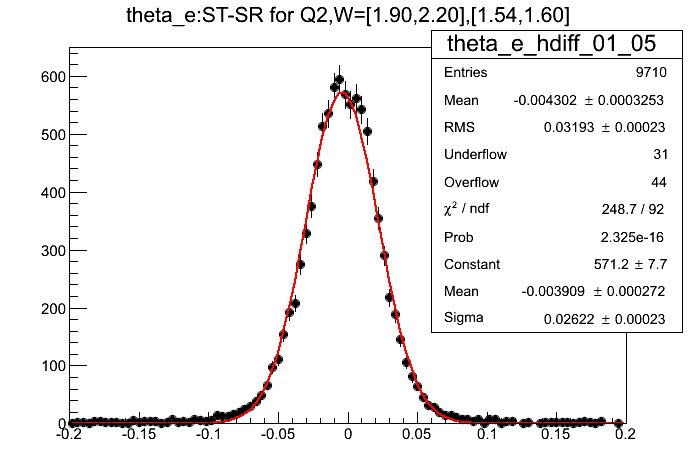 theta_e:ST-SR for Q2,W=[1.90,2.20],[1.54,1.60]
theta_e_hdiff_01_05
Entries 9710
Mean -0.004302 ± 0.0003253
RMS 0.03193 ± 0.00023
Underflow 31
Overflow 44
χ² / ndf 248.7 / 92
Prob 2.325e-16
Constant 571.2 ± 7.7
Mean -0.003909 ± 0.000272
Sigma 0.02622 ± 0.00023
600
500
400
300
200
100
0
-0.2 -0.15 -0.1 -0.05 0 0.05 0.1 0.15 0.2